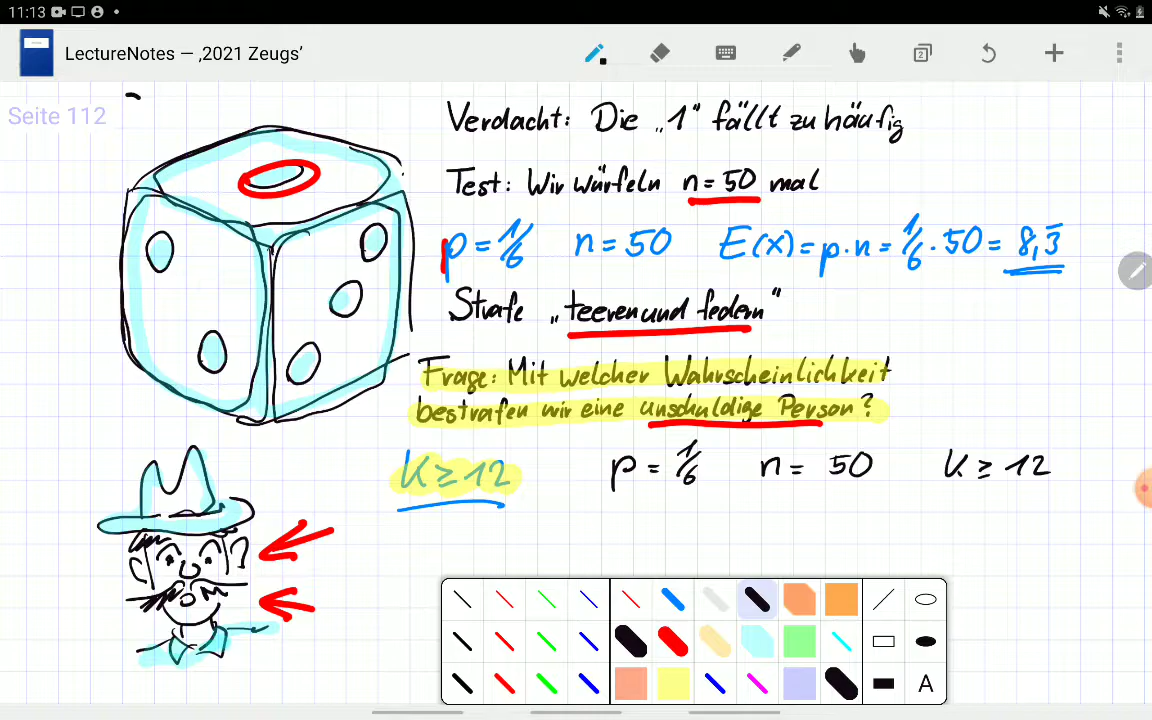 11:13
LectureNotes — ‚2021 Zeugs’
Seite 112
Verdacht: Die „1“ fällt zu häufig
Test: Wir würfeln n = 50 mal
p = 1/6 n = 50 E(x) = p·n = 1/6 · 50 = 8,3̅
Strafe „teeren und federn“
Frage: Mit welcher Wahrscheinlichkeit
bestrafen wir eine unschuldige Person?
K ≥ 12 p = 1/6 n = 50 K ≥ 12
2
A